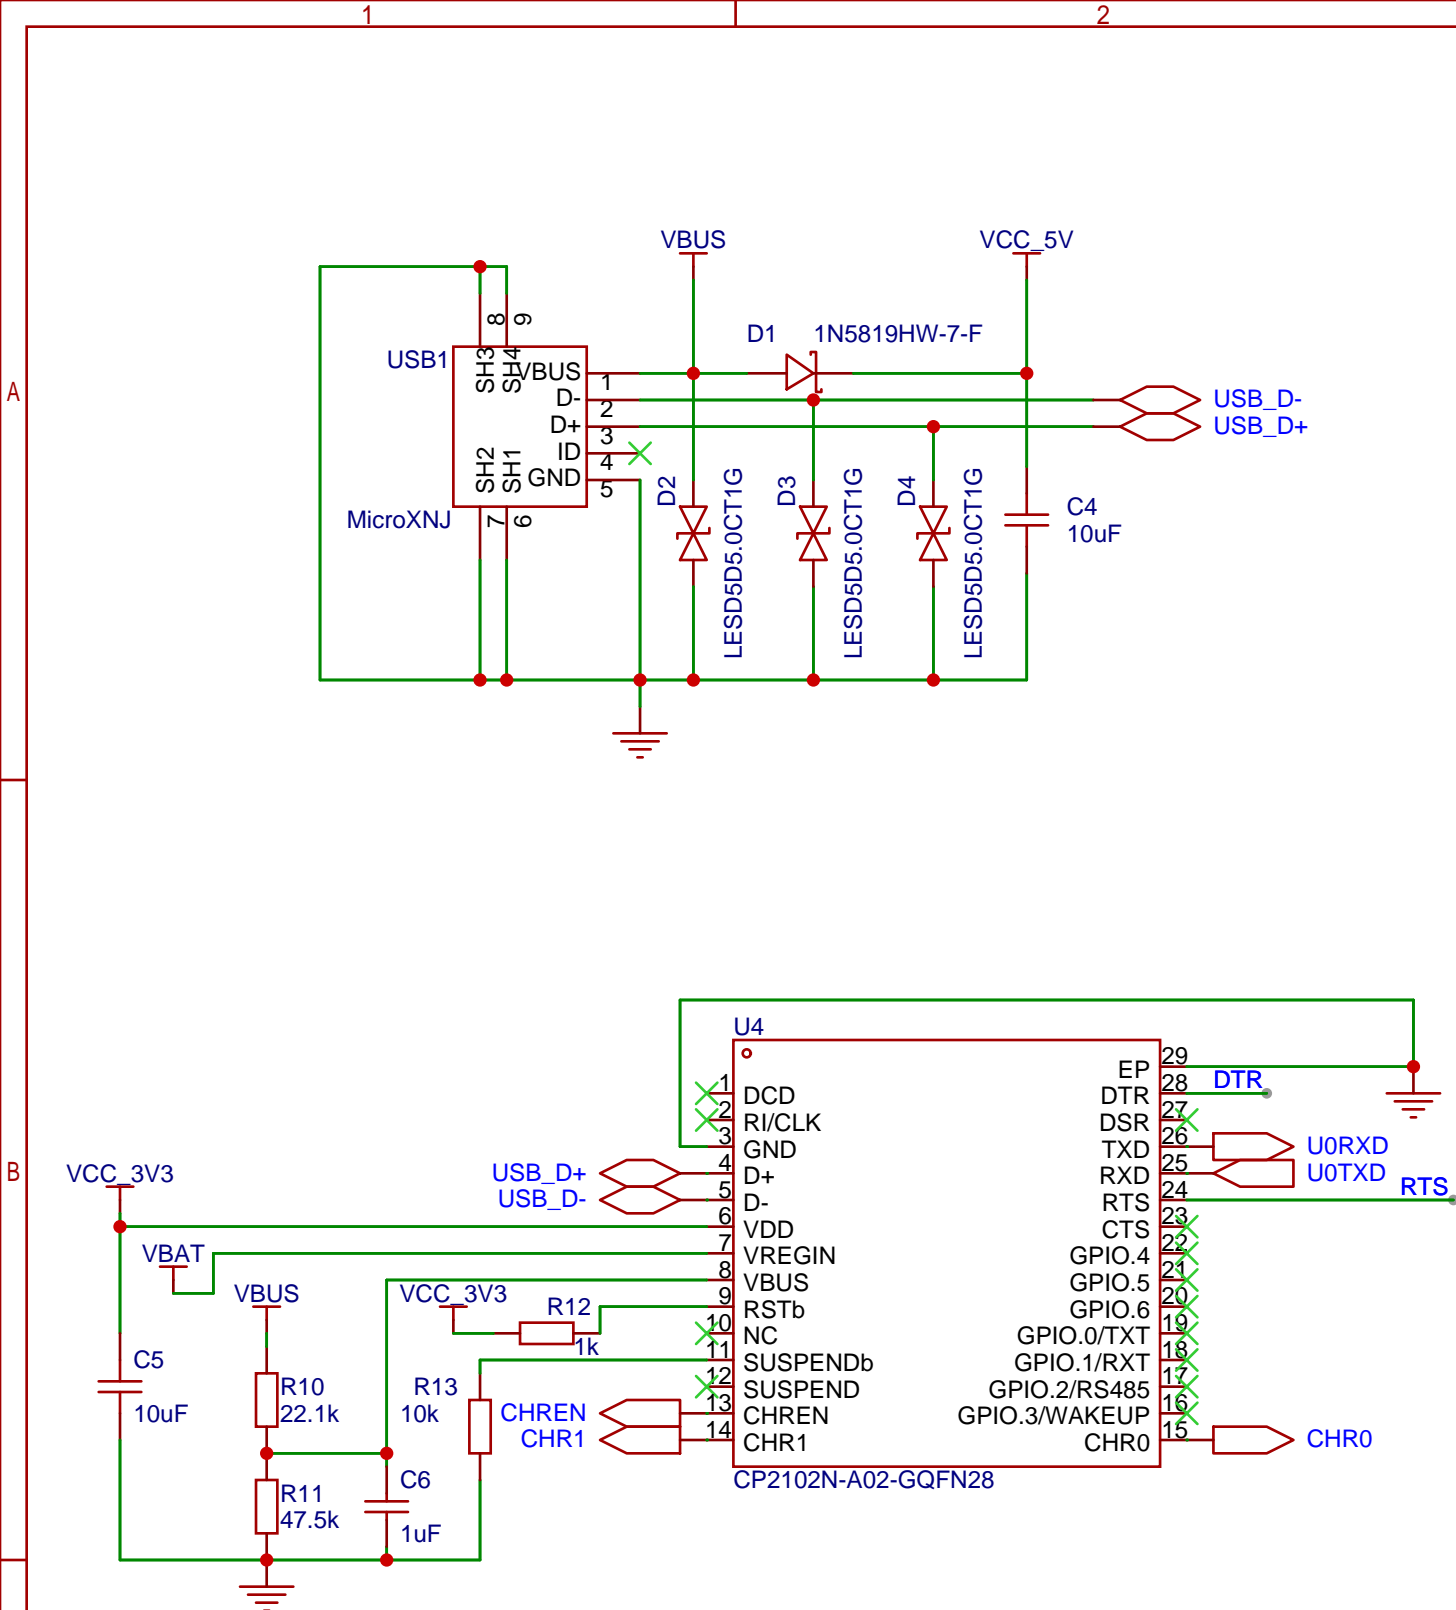 1
2
A
VBUS
VCC_5V
D1
1N5819HW-7-F
8
9
USB1
SH3
SH4
VBUS
1
D-
2
D+
3
ID
4
GND
5
SH2
SH1
7
6
MicroXNJ
USB_D-
USB_D+
D2
LESD5D5.0CT1G
D3
LESD5D5.0CT1G
D4
LESD5D5.0CT1G
C4
10uF
B
U4
1
DCD
2
RI/CLK
3
GND
USB_D+
4
D+
USB_D-
5
D-
VCC_3V3
6
VDD
VBAT
7
VREGIN
8
VBUS
9
RSTb
10
NC
11
SUSPENDb
12
SUSPEND
CHREN
13
CHREN
CHR1
14
CHR1
EP
29
DTR
28
DTR
DSR
27
TXD
26
U0RXD
RXD
25
U0TXD
RTS
24
RTS
CTS
23
GPIO.4
22
GPIO.5
21
GPIO.6
20
GPIO.0/TXT
19
GPIO.1/RXT
18
GPIO.2/RS485
17
GPIO.3/WAKEUP
16
CHR0
15
CHR0
CP2102N-A02-GQFN28
VBUS
VCC_3V3
R12
1k
C5
10uF
R10
22.1k
R13
10k
R11
47.5k
C6
1uF